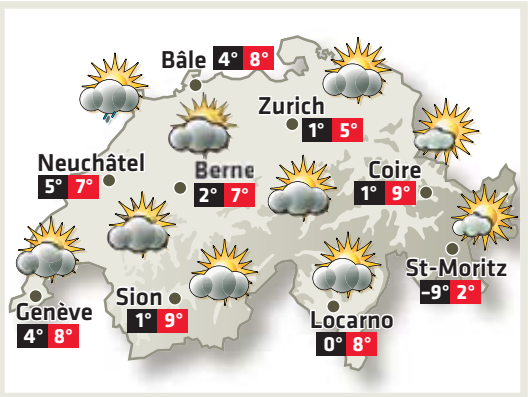 Bâle 4° 8°
Zurich
1° 5°
Neuchâtel
5° 7°
Berne
2° 7°
Coire
1° 9°
St-Moritz
–9° 2°
Sion
1° 9°
Genève
4° 8°
Locarno
0° 8°